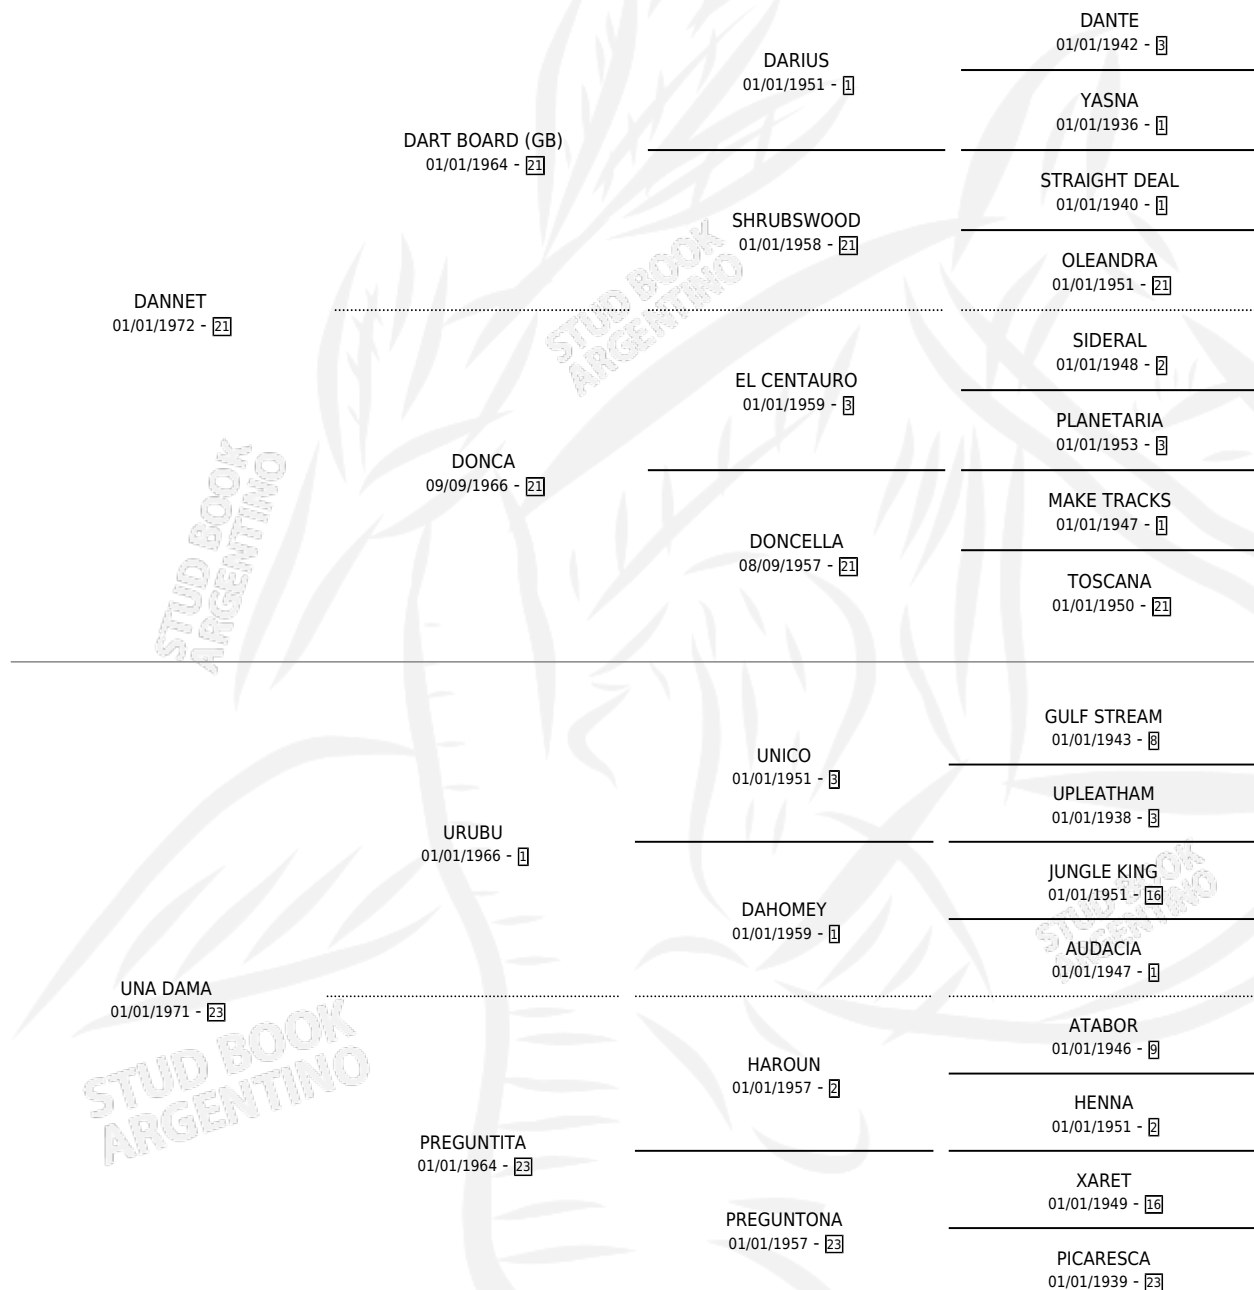 DANTE
01/01/1942 - 3
DARIUS
01/01/1951 - 1
YASNA
01/01/1936 - 1
DART BOARD (GB)
01/01/1964 - 21
STRAIGHT DEAL
01/01/1940 - 1
SHRUBSWOOD
01/01/1958 - 21
OLEANDRA
01/01/1951 - 21
DANNET
01/01/1972 - 21
STUD BOOK
ARGENTINO
SIDERAL
01/01/1948 - 2
EL CENTAURO
01/01/1959 - 3
PLANETARIA
01/01/1953 - 3
DONCA
09/09/1966 - 21
MAKE TRACKS
01/01/1947 - 1
DONCELLA
08/09/1957 - 21
TOSCANA
01/01/1950 - 21
STUD BOOK
ARGENTINO
GULF STREAM
01/01/1943 - 8
UNICO
01/01/1951 - 3
UPLEATHAM
01/01/1938 - 3
URUBU
01/01/1966 - 1
JUNGLE KING
01/01/1951 - 16
DAHOMEY
01/01/1959 - 1
STUD BOOK
ARGENTINO
AUDACIA
01/01/1947 - 1
UNA DAMA
01/01/1971 - 23
STUD BOOK
ARGENTINO
ATABOR
01/01/1946 - 9
HAROUN
01/01/1957 - 2
HENNA
01/01/1951 - 2
PREGUNTITA
01/01/1964 - 23
XARET
01/01/1949 - 16
PREGUNTONA
01/01/1957 - 23
PICARESCA
01/01/1939 - 23